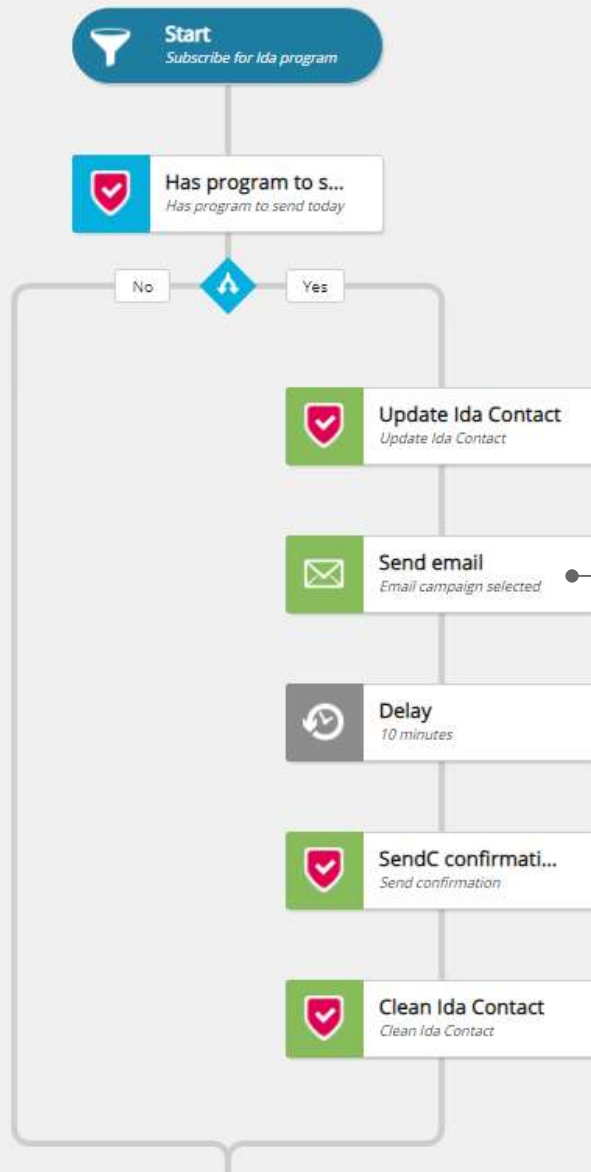 Start
Subscribe for Ida program
Has program to s...
Has program to send today
No
Yes
Update Ida Contact
Update Ida Contact
Send email
Email campaign selected
Delay
10 minutes
SendC confirmati...
Send confirmation
Clean Ida Contact
Clean Ida Contact